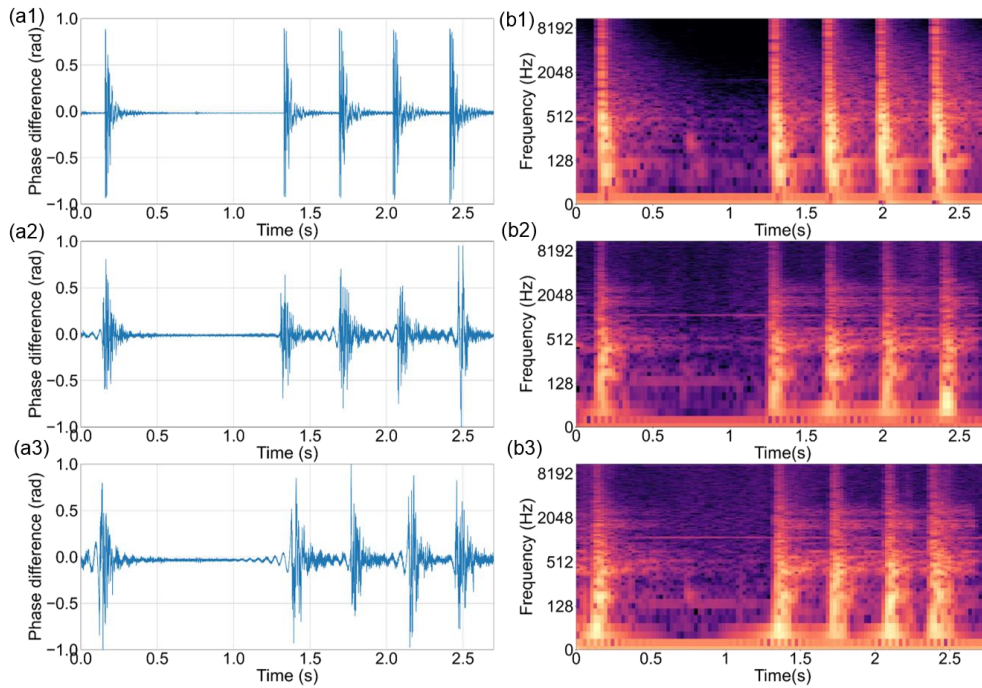 (a1)
Phase difference (rad)
1.0
0.5
0.0
−0.5
−1.0
0.0 0.5 1.0 1.5 2.0 2.5
Time (s)
(b1)
Frequency (Hz)
8192
2048
512
128
0
0 0.5 1 1.5 2 2.5
Time(s)
(a2)
Phase difference (rad)
1.0
0.5
0.0
−0.5
−1.0
0.0 0.5 1.0 1.5 2.0 2.5
Time (s)
(b2)
Frequency (Hz)
8192
2048
512
128
0
0 0.5 1 1.5 2 2.5
Time(s)
(a3)
Phase difference (rad)
1.0
0.5
0.0
−0.5
−1.0
0.0 0.5 1.0 1.5 2.0 2.5
Time (s)
(b3)
Frequency (Hz)
8192
2048
512
128
0
0 0.5 1 1.5 2 2.5
Time(s)